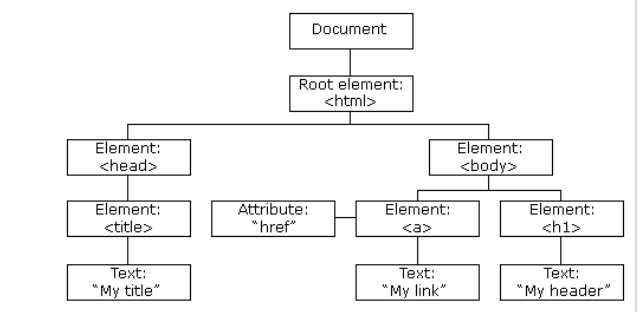 Document
Root element:
<html>
Element:
<head>
Element:
<body>
Element:
<title>
Attribute:
“href”
Element:
<a>
Element:
<h1>
Text:
“My title”
Text:
“My link”
Text:
“My header”